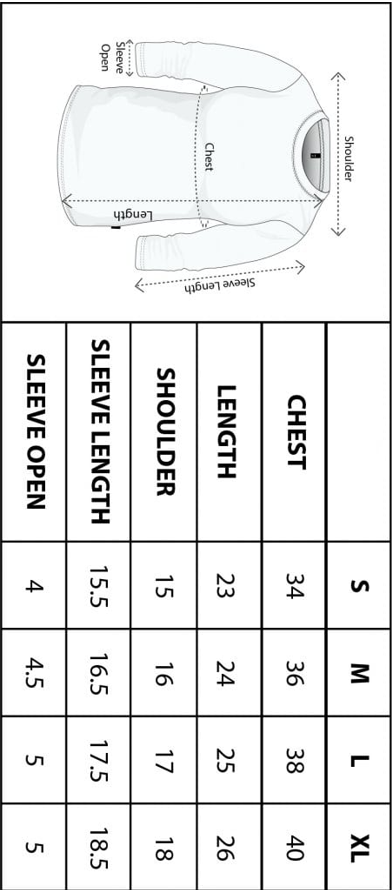 Shoulder
Chest
Length
Sleeve Length
Sleeve
Open
S M L XL
CHEST 34 36 38 40
LENGTH 23 24 25 26
SHOULDER 15 16 17 18
SLEEVE LENGTH 15.5 16.5 17.5 18.5
SLEEVE OPEN 4 4.5 5 5